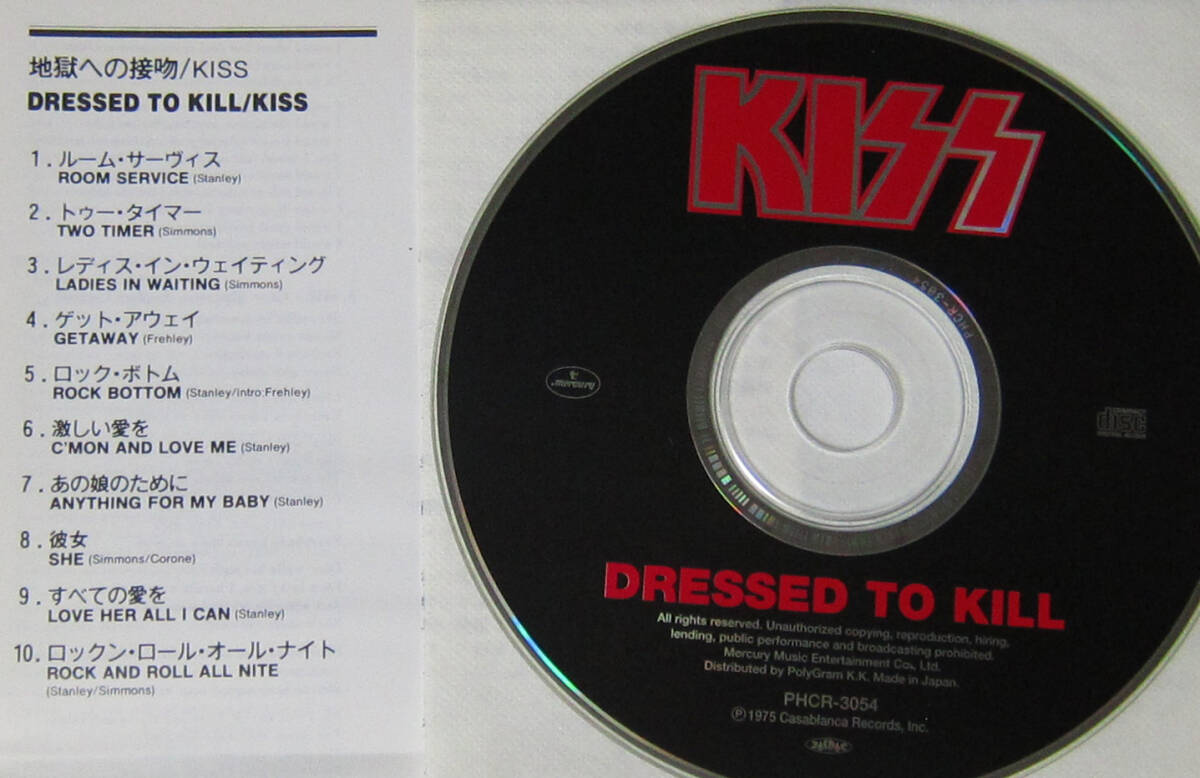 地獄への接吻/KISS
DRESSED TO KILL/KISS
1. ルーム・サーヴィス
ROOM SERVICE (Stanley)
2. トゥー・タイマー
TWO TIMER (Simmons)
3. レディス・イン・ウェイティング
LADIES IN WAITING (Simmons)
4. ゲット・アウェイ
GETAWAY (Frehley)
5. ロック・ボトム
ROCK BOTTOM (Stanley/intro:Frehley)
6. 激しい愛を
C'MON AND LOVE ME (Stanley)
7. あの娘のために
ANYTHING FOR MY BABY (Stanley)
8. 彼女
SHE (Simmons/Corone)
9. すべての愛を
LOVE HER ALL I CAN (Stanley)
10. ロックン・ロール・オール・ナイト
ROCK AND ROLL ALL NITE
(Stanley/Simmons)
KISS
PHCR-3054
mercury
COMPACT
disc
DIGITAL AUDIO
DRESSED TO KILL
All rights reserved. Unauthorized copying, reproduction, hiring,
lending, public performance and broadcasting prohibited.
Mercury Music Entertainment Co., Ltd.
Distributed by PolyGram K.K. Made in Japan.
PHCR-3054
Ⓟ1975 Casablanca Records, Inc.